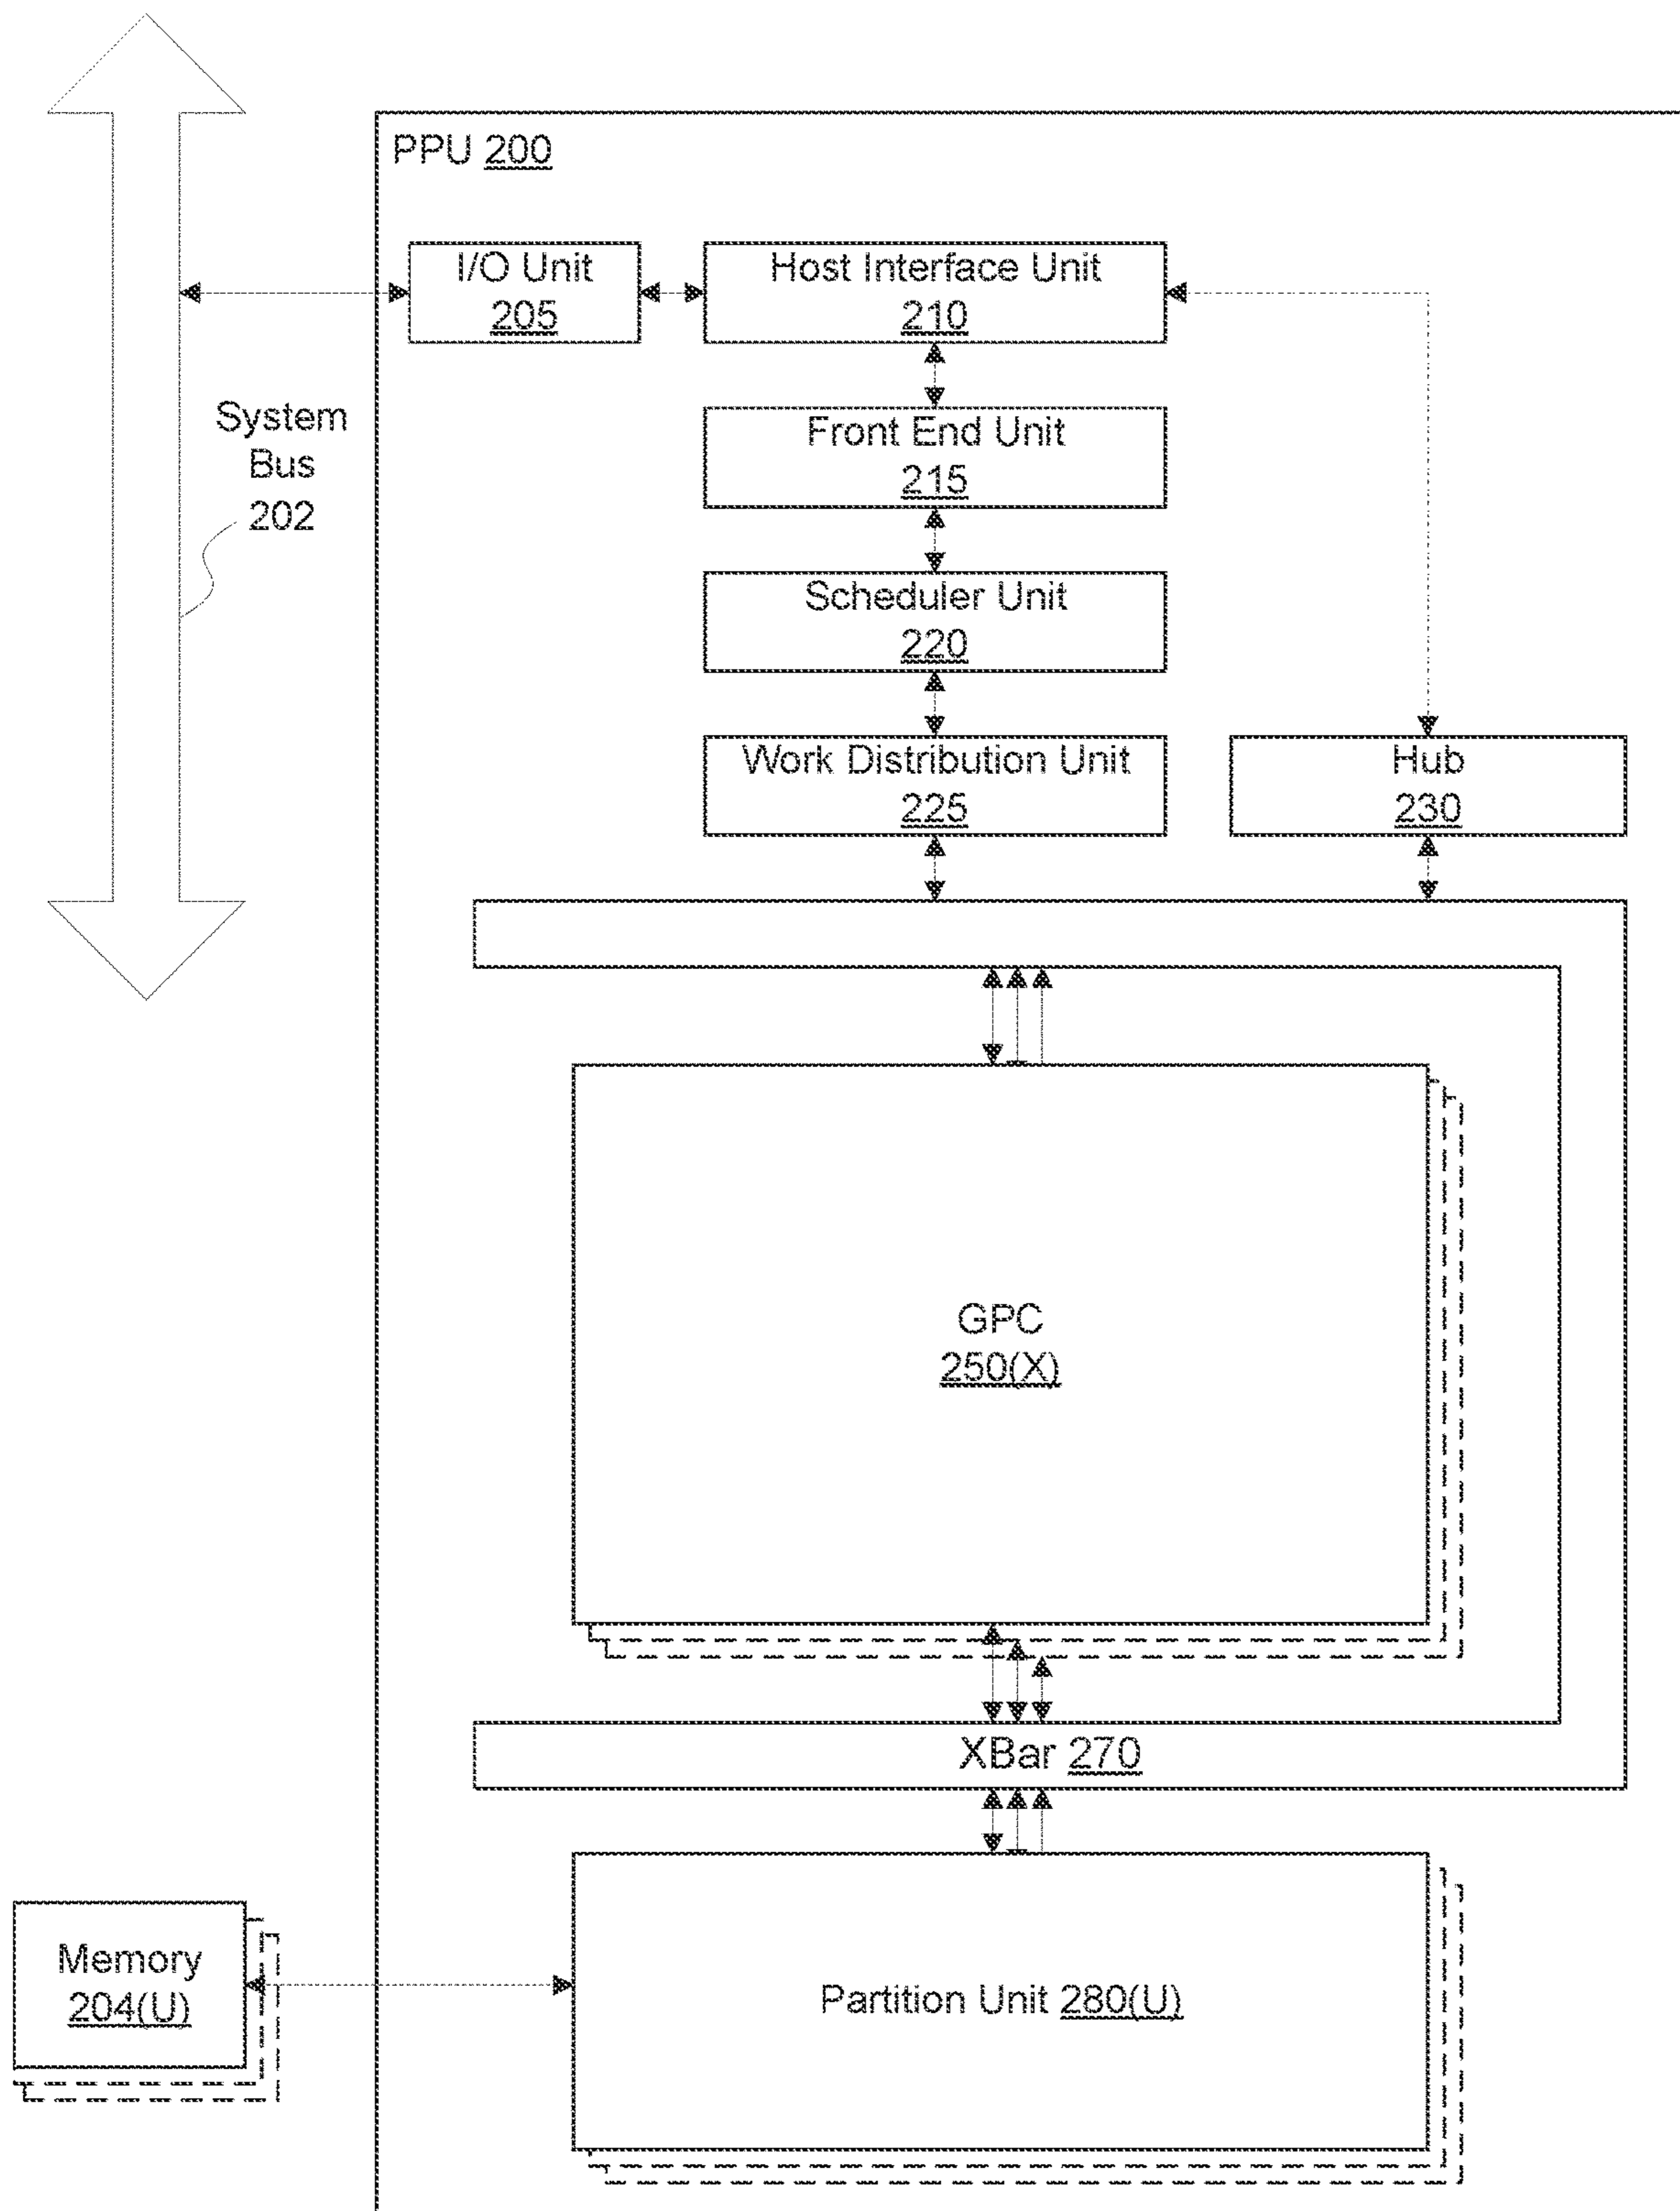 PPU 200
I/O Unit
205
Host Interface Unit
210
System
Bus
202
Front End Unit
215
Scheduler Unit
220
Work Distribution Unit
225
Hub
230
GPC
250(X)
XBar 270
Memory
204(U)
Partition Unit 280(U)